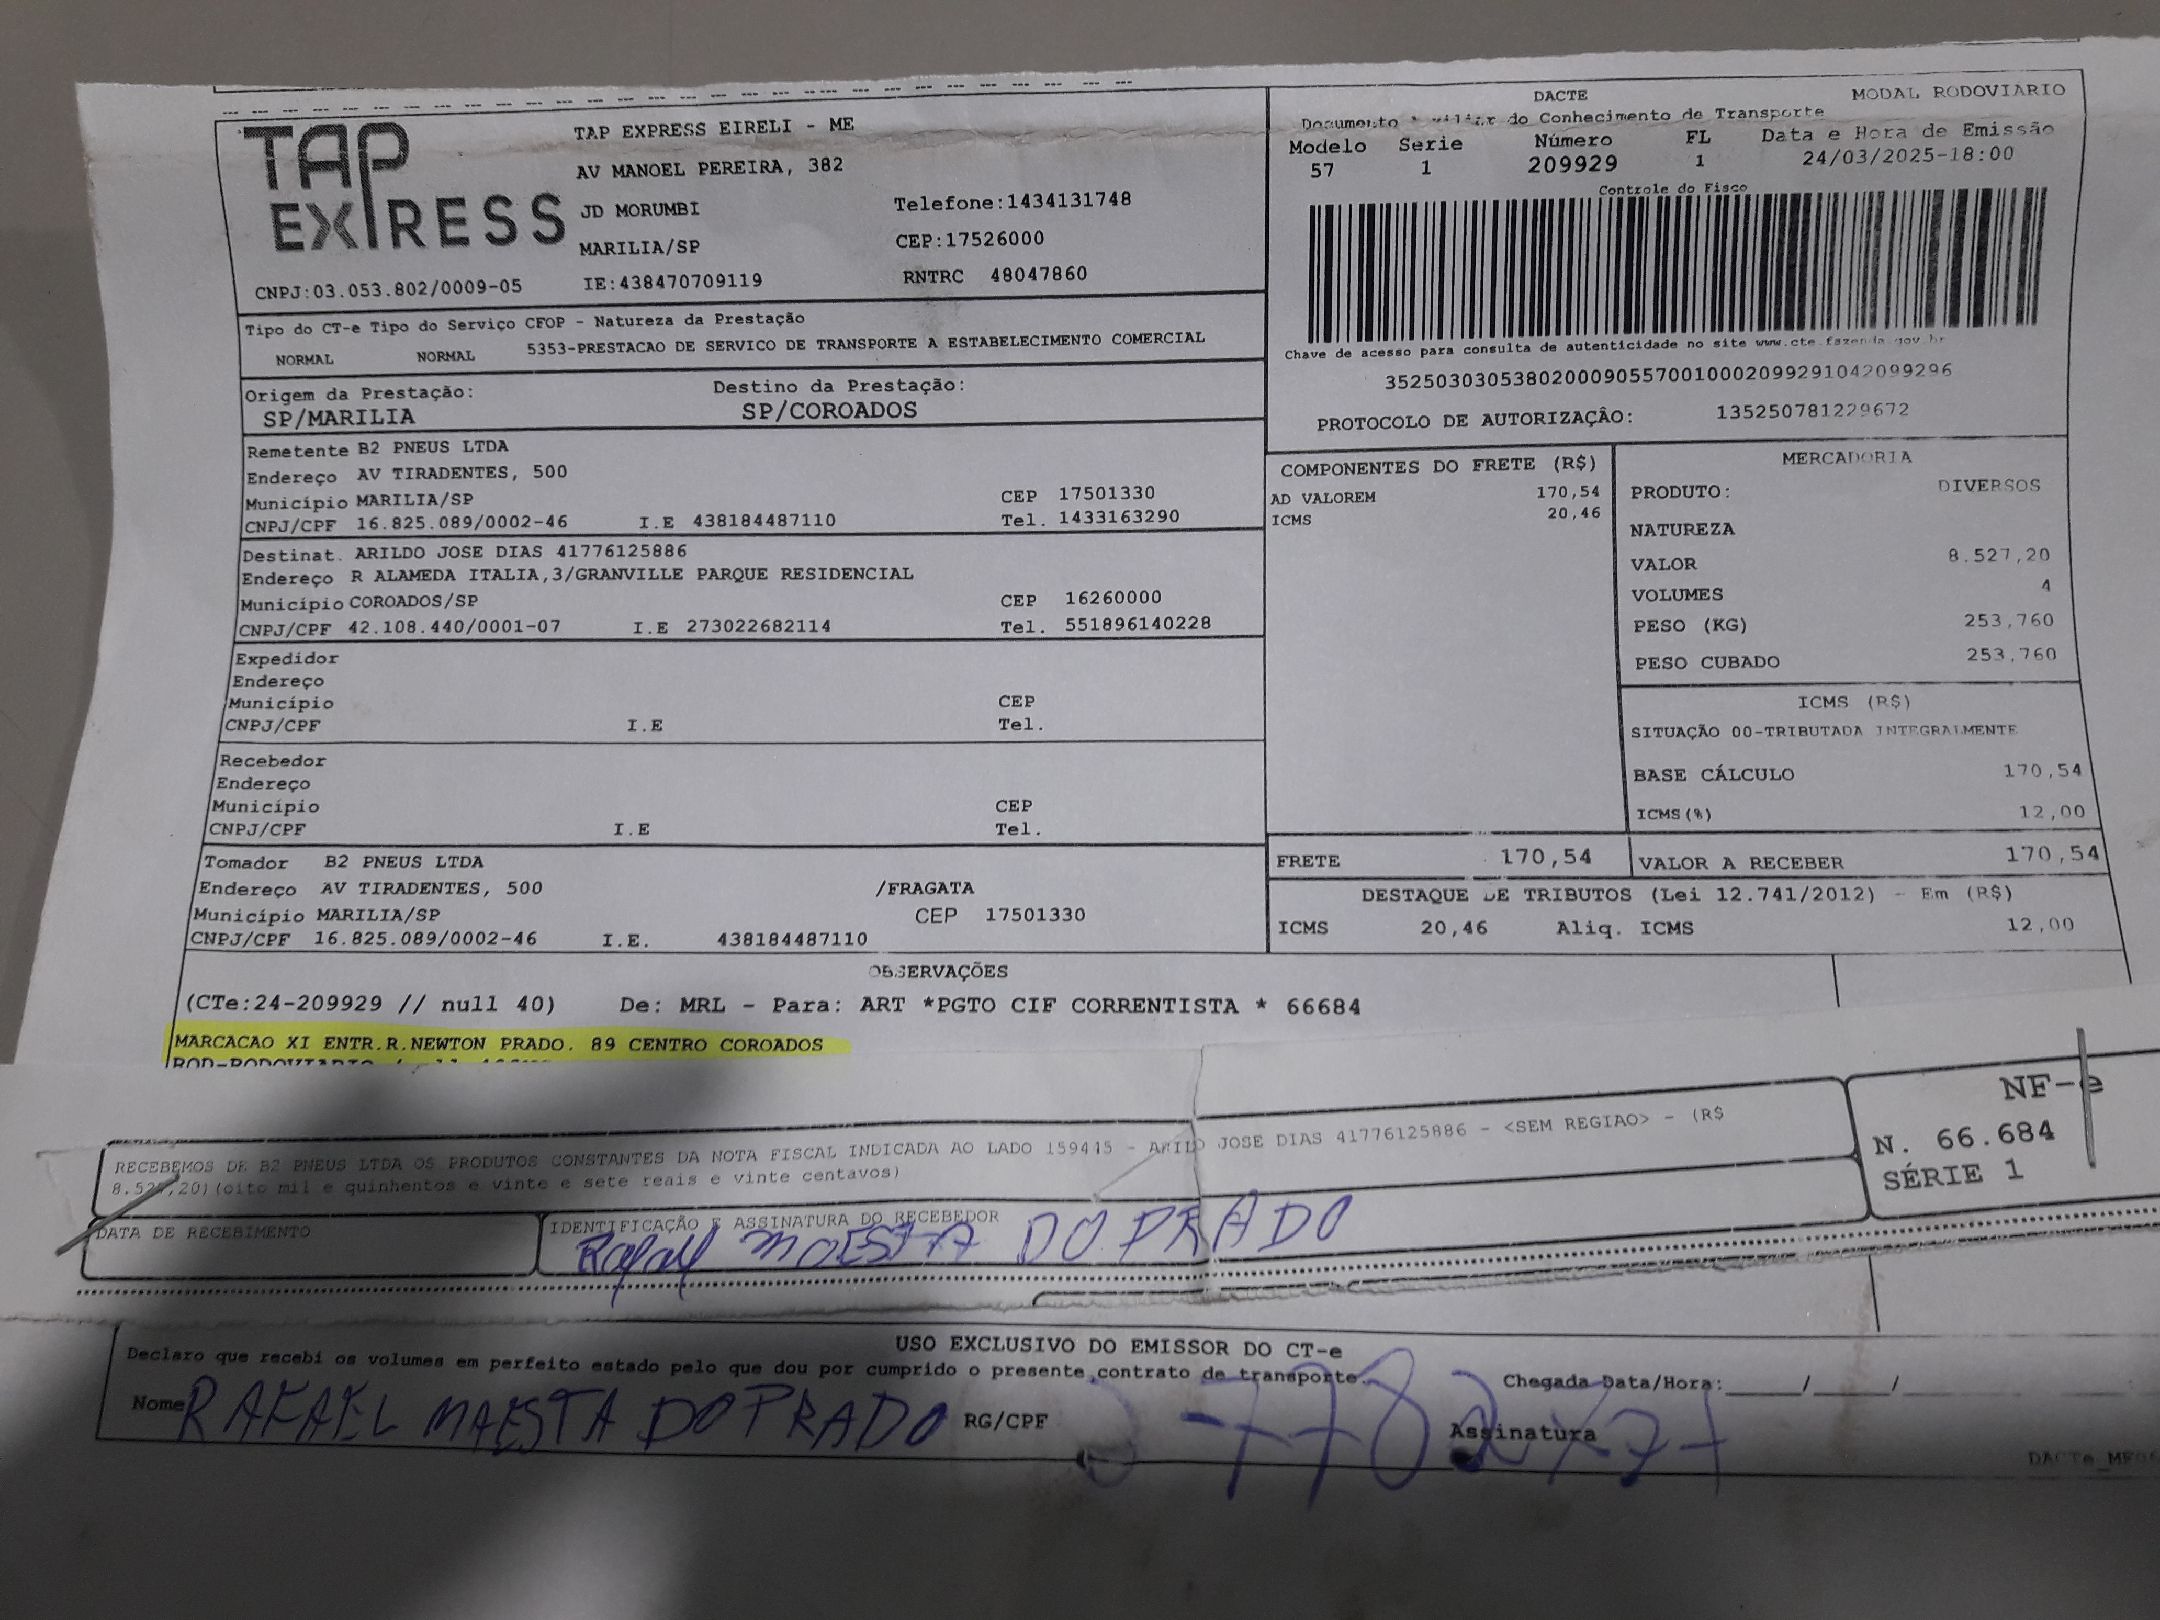 TAP EXPRESS
TAP EXPRESS EIRELI - ME
AV MANOEL PEREIRA, 382
JD MORUMBI Telefone:1434131748
MARILIA/SP CEP:17526000
CNPJ:03.053.802/0009-05 IE:438470709119 RNTRC 48047860
DACTE MODAL RODOVIARIO
Documento do Conhecimento de Transporte
Modelo Serie Número FL Data e Hora de Emissão
57 1 209929 1 24/03/2025-18:00
Controle do Fisco
Chave de acesso para consulta de autenticidade no site www.cte.fazenda.gov.br
35250303053802000905570010002099291042099296
PROTOCOLO DE AUTORIZAÇÃO: 135250781229672
Tipo do CT-e Tipo do Serviço CFOP - Natureza da Prestação
NORMAL NORMAL 5353-PRESTACAO DE SERVICO DE TRANSPORTE A ESTABELECIMENTO COMERCIAL
Origem da Prestação: Destino da Prestação:
SP/MARILIA SP/COROADOS
Remetente B2 PNEUS LTDA
Endereço AV TIRADENTES, 500
Município MARILIA/SP CEP 17501330
CNPJ/CPF 16.825.089/0002-46 I.E 438184487110 Tel. 1433163290
Destinat. ARILDO JOSE DIAS 41776125886
Endereço R ALAMEDA ITALIA,3/GRANVILLE PARQUE RESIDENCIAL
Município COROADOS/SP CEP 16260000
CNPJ/CPF 42.108.440/0001-07 I.E 273022682114 Tel. 551896140228
Expedidor
Endereço
Município CEP
CNPJ/CPF I.E Tel.
Recebedor
Endereço
Município CEP
CNPJ/CPF I.E Tel.
Tomador B2 PNEUS LTDA
Endereço AV TIRADENTES, 500 /FRAGATA
Município MARILIA/SP CEP 17501330
CNPJ/CPF 16.825.089/0002-46 I.E. 438184487110
COMPONENTES DO FRETE (R$)
AD VALOREM 170,54
ICMS 20,46
MERCADORIA
PRODUTO: DIVERSOS
NATUREZA
VALOR 8.527,20
VOLUMES 4
PESO (KG) 253,760
PESO CUBADO 253,760
ICMS (R$)
SITUAÇÃO 00-TRIBUTADA INTEGRALMENTE
BASE CÁLCULO 170,54
ICMS(%) 12,00
FRETE 170,54 VALOR A RECEBER 170,54
DESTAQUE DE TRIBUTOS (Lei 12.741/2012) - Em (R$)
ICMS 20,46 Aliq. ICMS 12,00
OBSERVAÇÕES
(CTe:24-209929 // null 40) De: MRL - Para: ART *PGTO CIF CORRENTISTA * 66684
MARCACAO XI ENTR.R.NEWTON PRADO. 89 CENTRO COROADOS
ROD-RODOVIARIO / null
RECEBEMOS DE B2 PNEUS LTDA OS PRODUTOS CONSTANTES DA NOTA FISCAL INDICADA AO LADO 159415 - ARILD JOSE DIAS 41776125886 - <SEM REGIAO> - (R$
8.527,20)(oito mil e quinhentos e vinte e sete reais e vinte centavos)
DATA DE RECEBIMENTO IDENTIFICAÇÃO E ASSINATURA DO RECEBEDOR
Rafael MAESTA DO PRADO
NF-e
N. 66.684
SÉRIE 1
USO EXCLUSIVO DO EMISSOR DO CT-e
Declaro que recebi os volumes em perfeito estado pelo que dou por cumprido o presente contrato de transporte.
Chegada Data/Hora:____/____/
Nome RAFAEL MAESTA DO PRADO RG/CPF Assinatura